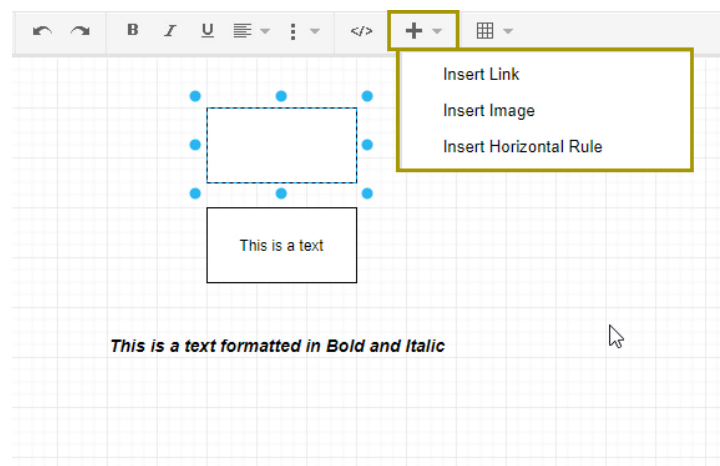 B I U </>
Insert Link
Insert Image
Insert Horizontal Rule
This is a text
This is a text formatted in Bold and Italic